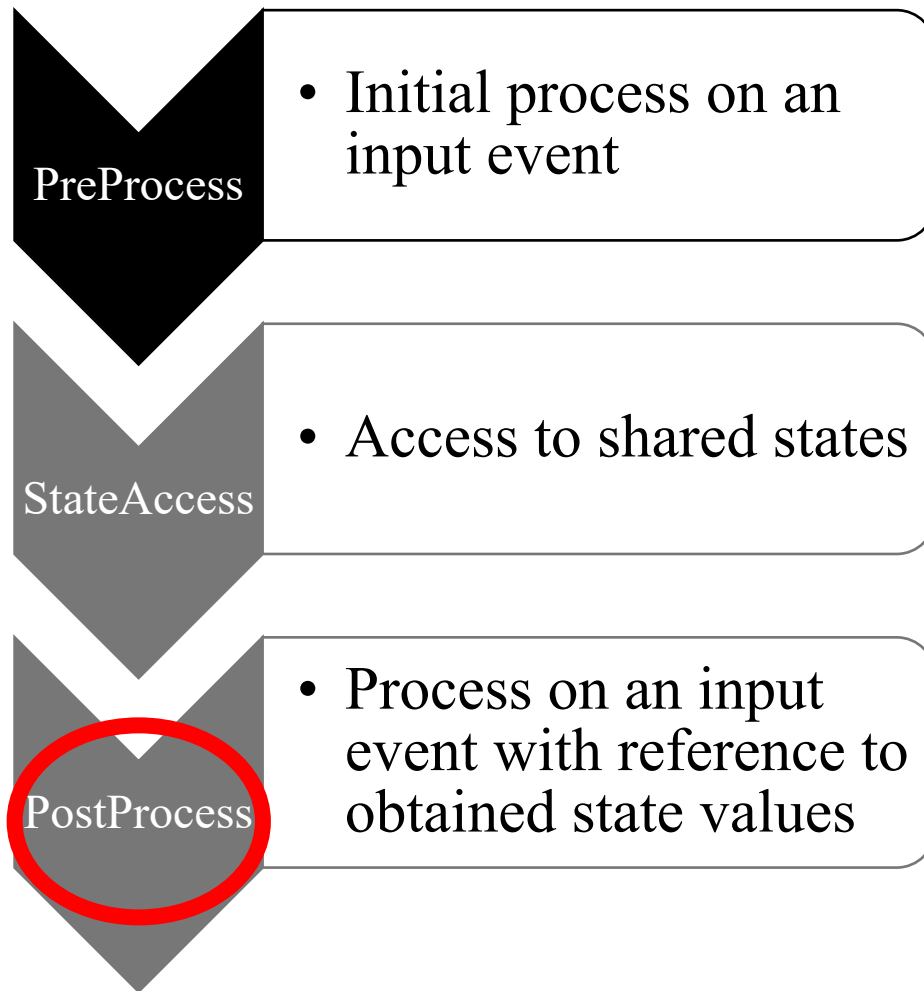 PreProcess
• Initial process on an
input event
StateAccess
• Access to shared states
PostProcess
• Process on an input
event with reference to
obtained state values